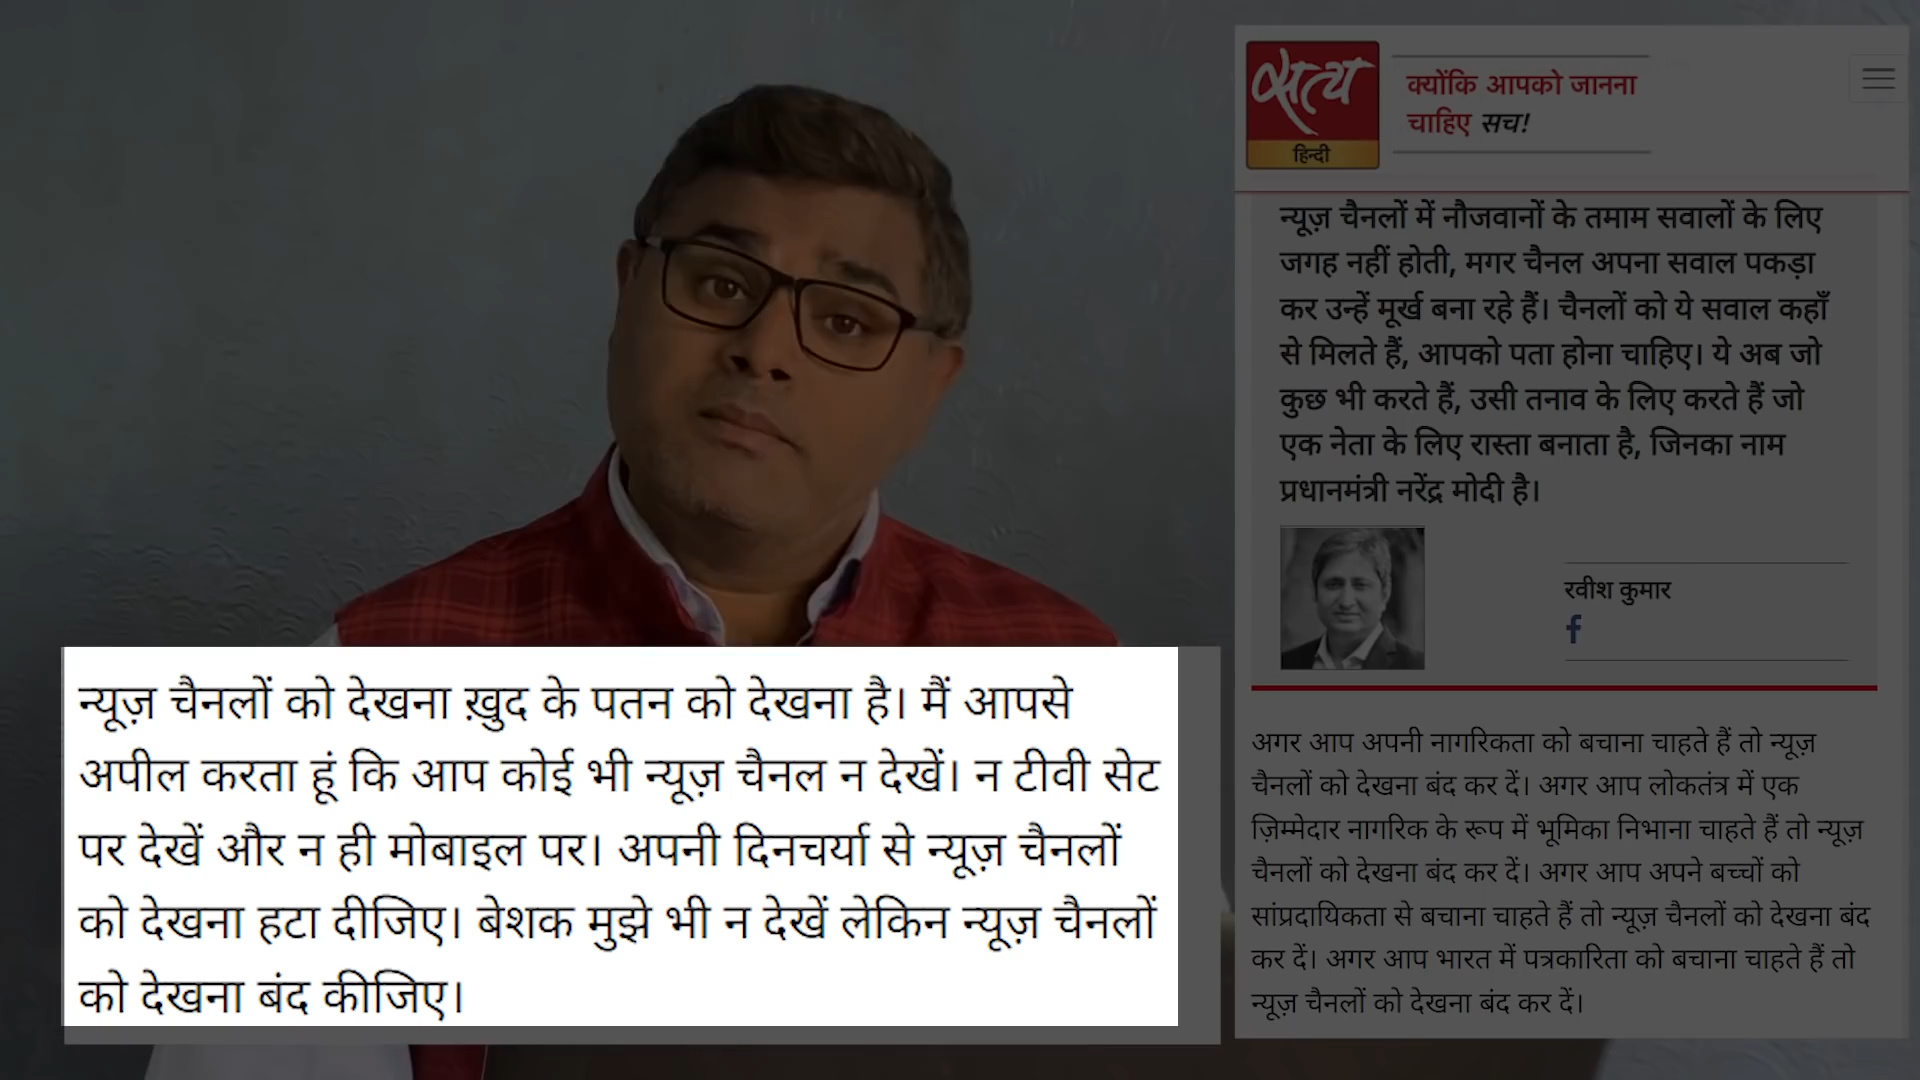 सत्य
हिन्दी
क्योंकि आपको जानना
चाहिए सच!
न्यूज़ चैनलों में नौजवानों के तमाम सवालों के लिए
जगह नहीं होती, मगर चैनल अपना सवाल पकड़ा
कर उन्हें मूर्ख बना रहे हैं। चैनलों को ये सवाल कहाँ
से मिलते हैं, आपको पता होना चाहिए। ये अब जो
कुछ भी करते हैं, उसी तनाव के लिए करते हैं जो
एक नेता के लिए रास्ता बनाता है, जिनका नाम
प्रधानमंत्री नरेंद्र मोदी है।
रवीश कुमार
f
अगर आप अपनी नागरिकता को बचाना चाहते हैं तो न्यूज़
चैनलों को देखना बंद कर दें। अगर आप लोकतंत्र में एक
ज़िम्मेदार नागरिक के रूप में भूमिका निभाना चाहते हैं तो न्यूज़
चैनलों को देखना बंद कर दें। अगर आप अपने बच्चों को
सांप्रदायिकता से बचाना चाहते हैं तो न्यूज़ चैनलों को देखना बंद
कर दें। अगर आप भारत में पत्रकारिता को बचाना चाहते हैं तो
न्यूज़ चैनलों को देखना बंद कर दें।
न्यूज़ चैनलों को देखना ख़ुद के पतन को देखना है। मैं आपसे
अपील करता हूं कि आप कोई भी न्यूज़ चैनल न देखें। न टीवी सेट
पर देखें और न ही मोबाइल पर। अपनी दिनचर्या से न्यूज़ चैनलों
को देखना हटा दीजिए। बेशक मुझे भी न देखें लेकिन न्यूज़ चैनलों
को देखना बंद कीजिए।